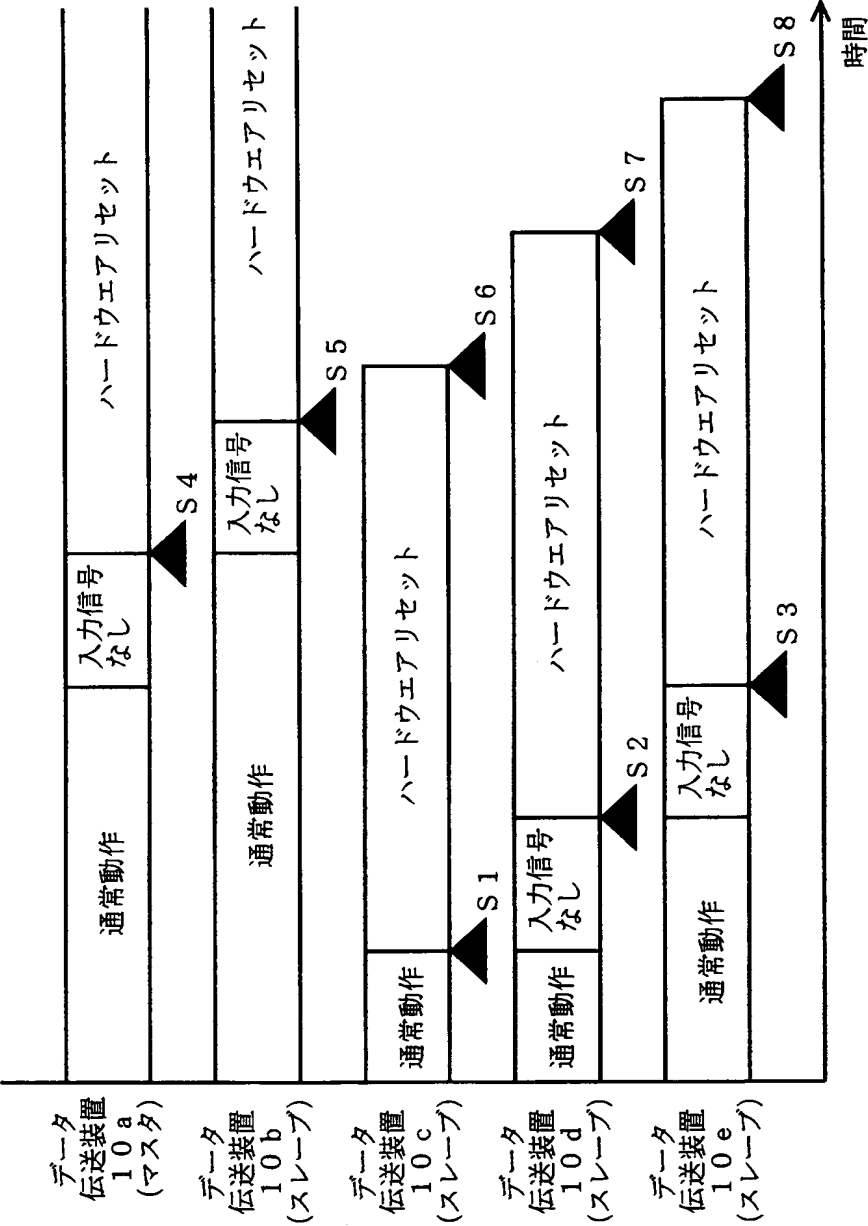 データ
伝送装置
10a
(マスタ)
通常動作
入力信号
なし
ハードウエアリセット
S4
データ
伝送装置
10b
(スレーブ)
通常動作
入力信号
なし
ハードウエアリセット
S5
データ
伝送装置
10c
(スレーブ)
通常動作
ハードウエアリセット
S1
S6
データ
伝送装置
10d
(スレーブ)
通常動作
入力信号
なし
ハードウエアリセット
S2
S7
データ
伝送装置
10e
(スレーブ)
通常動作
入力信号
なし
ハードウエアリセット
S3
S8
時間